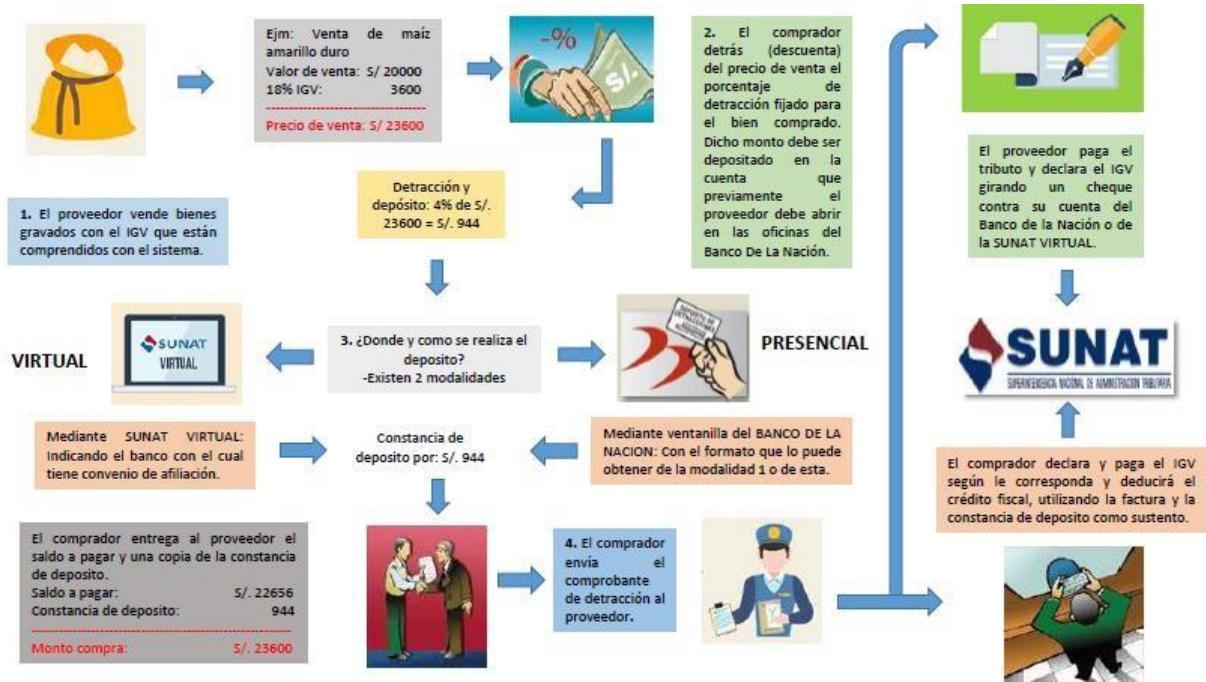 Ejm: Venta de maíz
amarillo duro
Valor de venta: S/ 20000
18% IGV: 3600
Precio de venta: S/ 23600
-%
S/.
1. El proveedor vende bienes
gravados con el IGV que están
comprendidos con el sistema.
Detracción y
depósito: 4% de S/.
23600 = S/. 944
2. El comprador
detrás (descuenta)
del precio de venta el
porcentaje de
detracción fijado para
el bien comprado.
Dicho monto debe ser
depositado en la
cuenta que
previamente el
proveedor debe abrir
en las oficinas del
Banco De La Nación.
El proveedor paga el
tributo y declara el IGV
girando un cheque
contra su cuenta del
Banco de la Nación o de
la SUNAT VIRTUAL.
VIRTUAL
SUNAT
VIRTUAL
3. ¿Donde y como se realiza el
deposito?
-Existen 2 modalidades
DEPOSITO DE
DETRACCIONES
PRESENCIAL
SUNAT
SUPERINTENDENCIA NACIONAL DE ADMINISTRACIÓN TRIBUTARIA
Mediante SUNAT VIRTUAL:
Indicando el banco con el cual
tiene convenio de afiliación.
Constancia de
deposito por: S/. 944
Mediante ventanilla del BANCO DE LA
NACION: Con el formato que lo puede
obtener de la modalidad 1 o de esta.
El comprador declara y paga el IGV
según le corresponda y deducirá el
crédito fiscal, utilizando la factura y la
constancia de deposito como sustento.
El comprador entrega al proveedor el
saldo a pagar y una copia de la constancia
de deposito.
Saldo a pagar: S/. 22656
Constancia de deposito: 944
Monto compra: S/. 23600
4. El comprador
envía el
comprobante
de detracción al
proveedor.